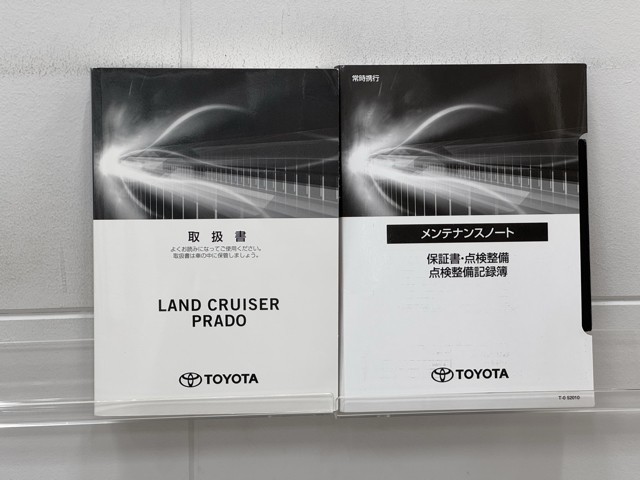 取扱書
よくお読みになってご使用ください。
取扱書は車の中に保管しましょう。
LAND CRUISER
PRADO
TOYOTA
常時携行
メンテナンスノート
保証書・点検整備
点検整備記録簿
TOYOTA